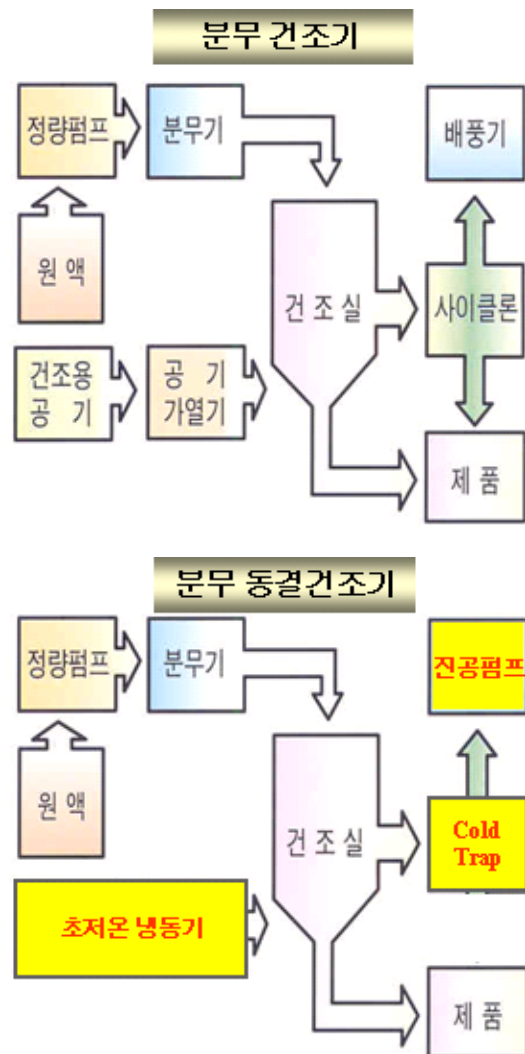 분무 건조기
정량펌프
분무기
배풍기
원 액
건 조 실
사이클론
건조용
공 기
공 기
가열기
제 품
분무 동결건조기
정량펌프
분무기
진공펌프
원 액
건 조 실
Cold
Trap
초저온 냉동기
제 품